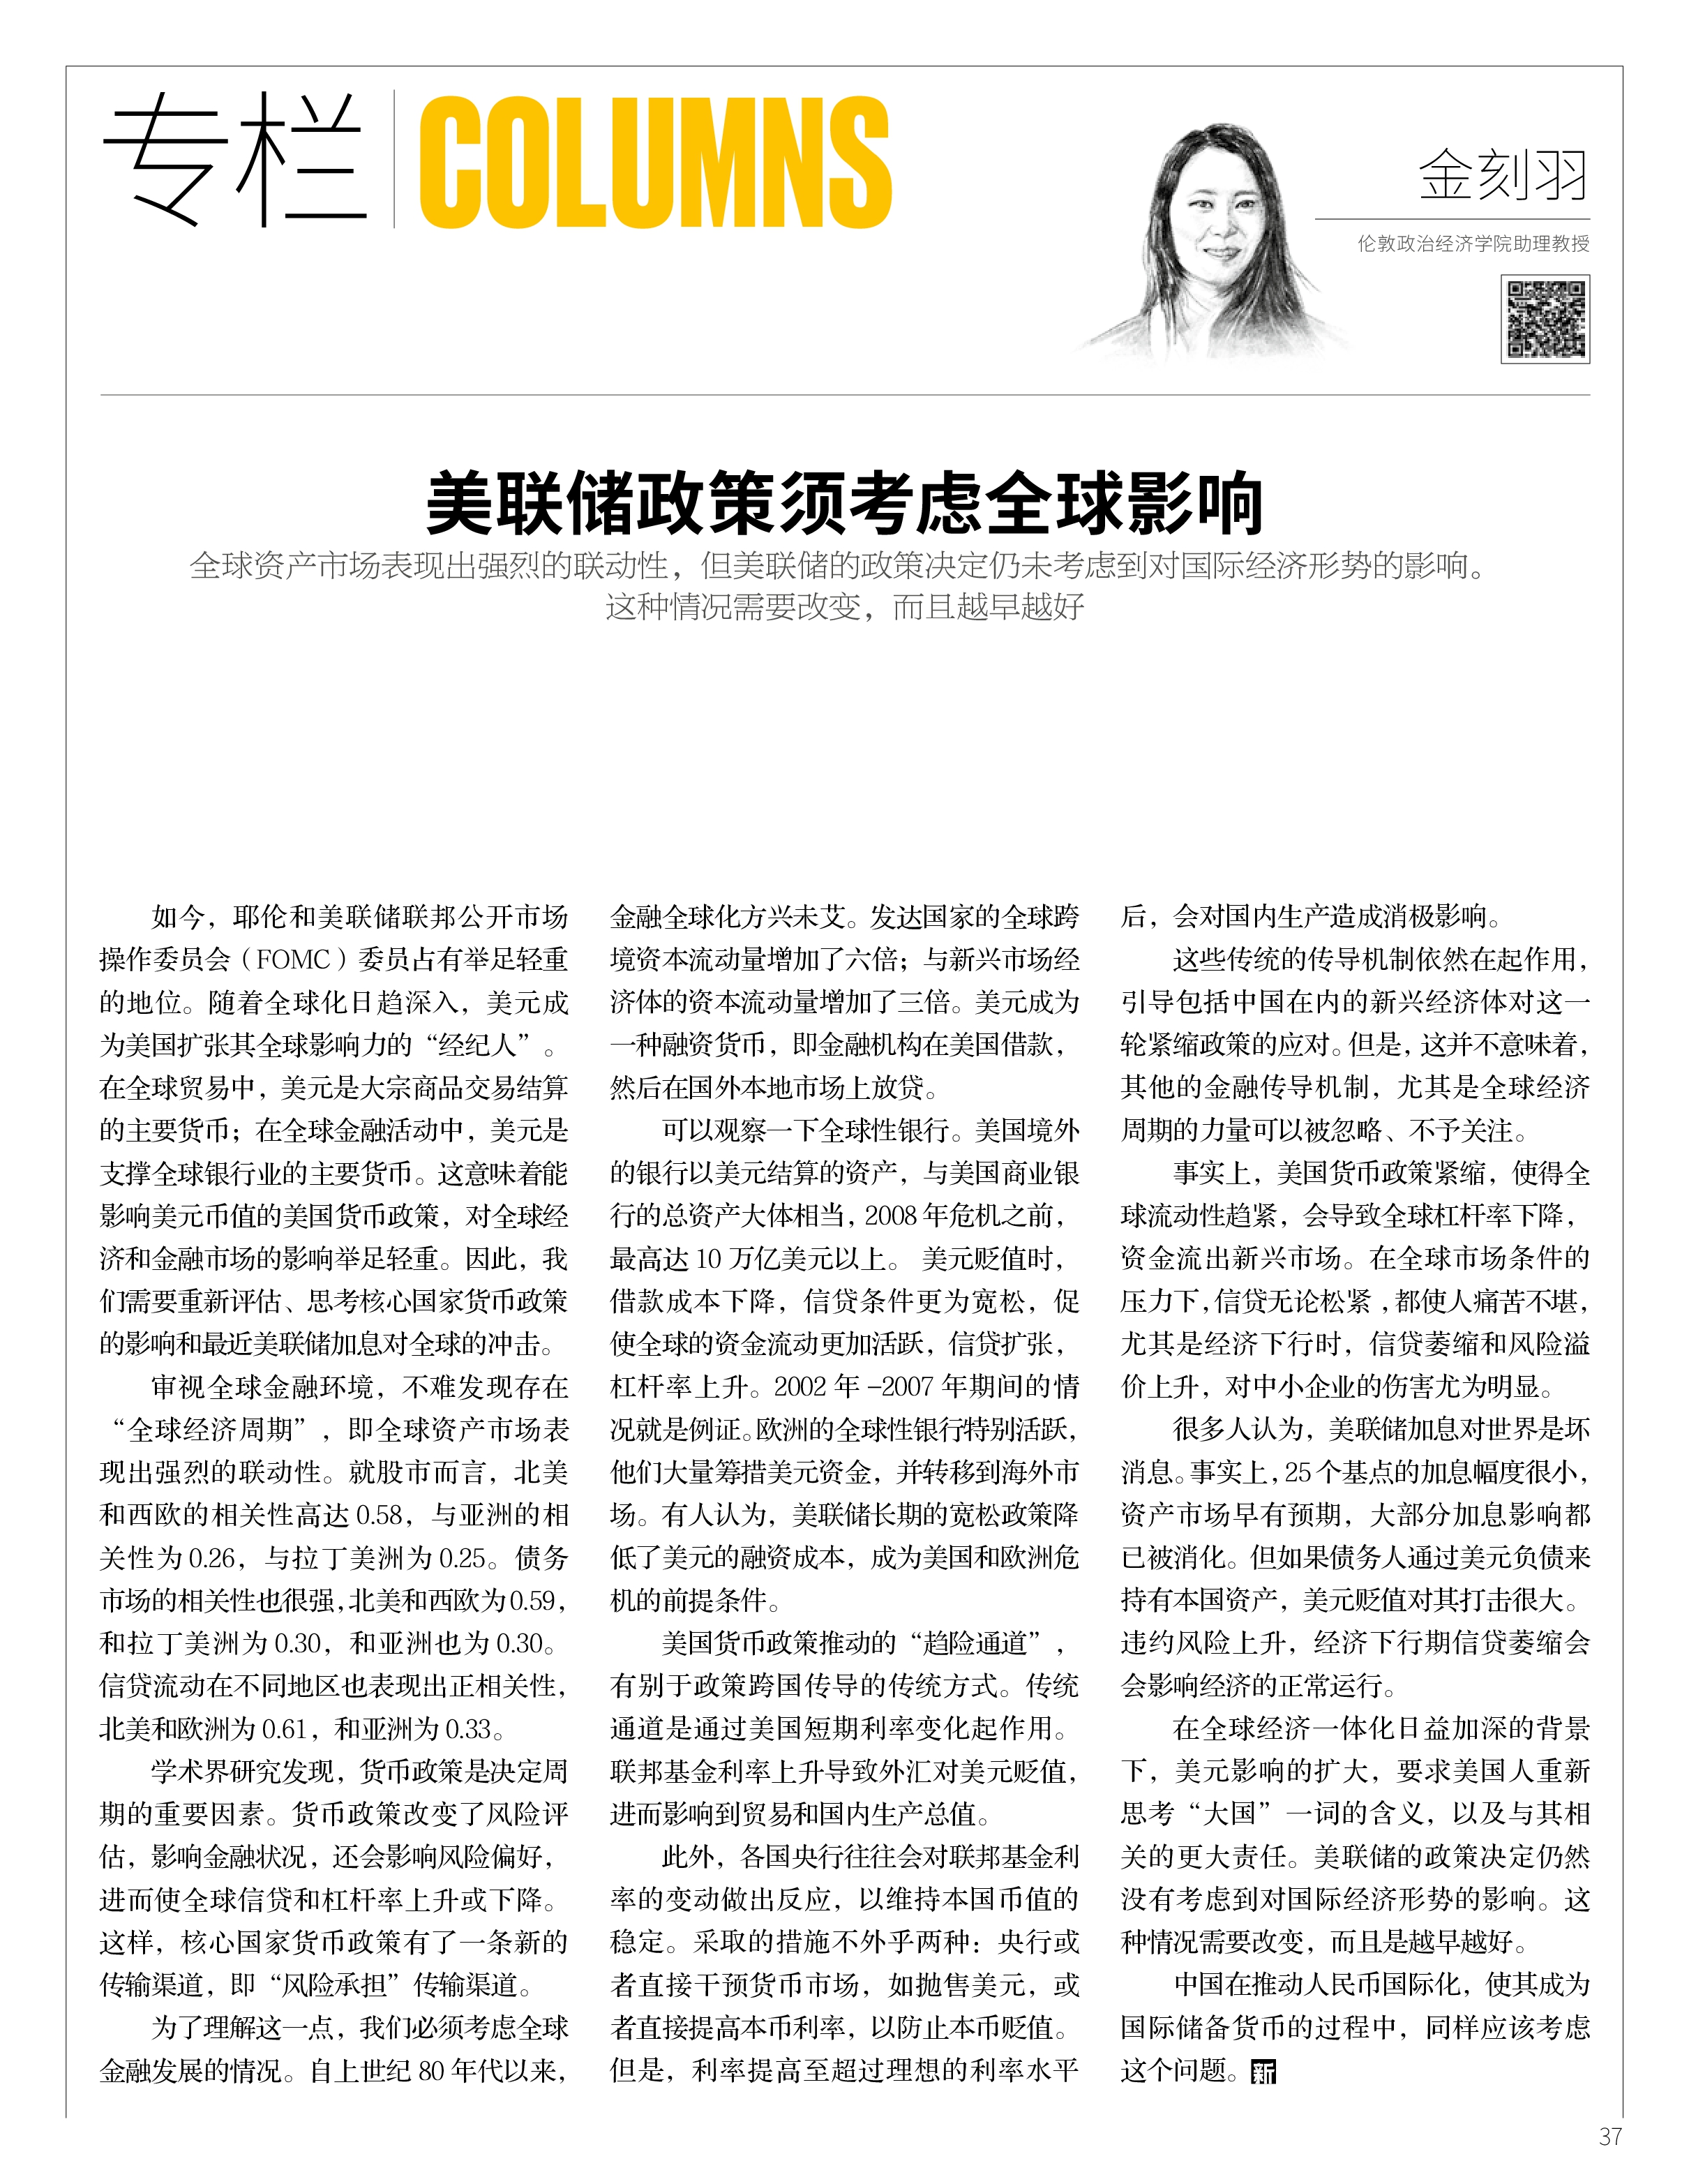 专栏
COLUMNS
金刻羽
伦敦政治经济学院助理教授
美联储政策须考虑全球影响
全球资产市场表现出强烈的联动性，但美联储的政策决定仍未考虑到对国际经济形势的影响。
这种情况需要改变，而且越早越好
如今，耶伦和美联储联邦公开市场
操作委员会（FOMC）委员占有举足轻重
的地位。随着全球化日趋深入，美元成
为美国扩张其全球影响力的“经纪人”。
在全球贸易中，美元是大宗商品交易结算
的主要货币；在全球金融活动中，美元是
支撑全球银行业的主要货币。这意味着能
影响美元币值的美国货币政策，对全球经
济和金融市场的影响举足轻重。因此，我
们需要重新评估、思考核心国家货币政策
的影响和最近美联储加息对全球的冲击。
审视全球金融环境，不难发现存在
“全球经济周期”，即全球资产市场表
现出强烈的联动性。就股市而言，北美
和西欧的相关性高达 0.58，与亚洲的相
关性为 0.26，与拉丁美洲为 0.25。债务
市场的相关性也很强，北美和西欧为 0.59，
和拉丁美洲为 0.30，和亚洲也为 0.30。
信贷流动在不同地区也表现出正相关性，
北美和欧洲为 0.61，和亚洲为 0.33。
学术界研究发现，货币政策是决定周
期的重要因素。货币政策改变了风险评
估，影响金融状况，还会影响风险偏好，
进而使全球信贷和杠杆率上升或下降。
这样，核心国家货币政策有了一条新的
传输渠道，即“风险承担”传输渠道。
为了理解这一点，我们必须考虑全球
金融发展的情况。自上世纪 80 年代以来，
金融全球化方兴未艾。发达国家的全球跨
境资本流动量增加了六倍；与新兴市场经
济体的资本流动量增加了三倍。美元成为
一种融资货币，即金融机构在美国借款，
然后在国外本地市场上放贷。
可以观察一下全球性银行。美国境外
的银行以美元结算的资产，与美国商业银
行的总资产大体相当，2008 年危机之前，
最高达 10 万亿美元以上。 美元贬值时，
借款成本下降，信贷条件更为宽松，促
使全球的资金流动更加活跃，信贷扩张，
杠杆率上升。2002 年 –2007 年期间的情
况就是例证。欧洲的全球性银行特别活跃，
他们大量筹措美元资金，并转移到海外市
场。有人认为，美联储长期的宽松政策降
低了美元的融资成本，成为美国和欧洲危
机的前提条件。
美国货币政策推动的“趋险通道”，
有别于政策跨国传导的传统方式。传统
通道是通过美国短期利率变化起作用。
联邦基金利率上升导致外汇对美元贬值，
进而影响到贸易和国内生产总值。
此外，各国央行往往会对联邦基金利
率的变动做出反应，以维持本国币值的
稳定。采取的措施不外乎两种：央行或
者直接干预货币市场，如抛售美元，或
者直接提高本币利率，以防止本币贬值。
但是，利率提高至超过理想的利率水平
后，会对国内生产造成消极影响。
这些传统的传导机制依然在起作用，
引导包括中国在内的新兴经济体对这一
轮紧缩政策的应对。但是，这并不意味着，
其他的金融传导机制，尤其是全球经济
周期的力量可以被忽略、不予关注。
事实上，美国货币政策紧缩，使得全
球流动性趋紧，会导致全球杠杆率下降，
资金流出新兴市场。在全球市场条件的
压力下，信贷无论松紧 ，都使人痛苦不堪，
尤其是经济下行时，信贷萎缩和风险溢
价上升，对中小企业的伤害尤为明显。
很多人认为，美联储加息对世界是坏
消息。事实上，25 个基点的加息幅度很小，
资产市场早有预期，大部分加息影响都
已被消化。但如果债务人通过美元负债来
持有本国资产，美元贬值对其打击很大。
违约风险上升，经济下行期信贷萎缩会
会影响经济的正常运行。
在全球经济一体化日益加深的背景
下，美元影响的扩大，要求美国人重新
思考“大国”一词的含义，以及与其相
关的更大责任。美联储的政策决定仍然
没有考虑到对国际经济形势的影响。这
种情况需要改变，而且是越早越好。
中国在推动人民币国际化，使其成为
国际储备货币的过程中，同样应该考虑
这个问题。新
37